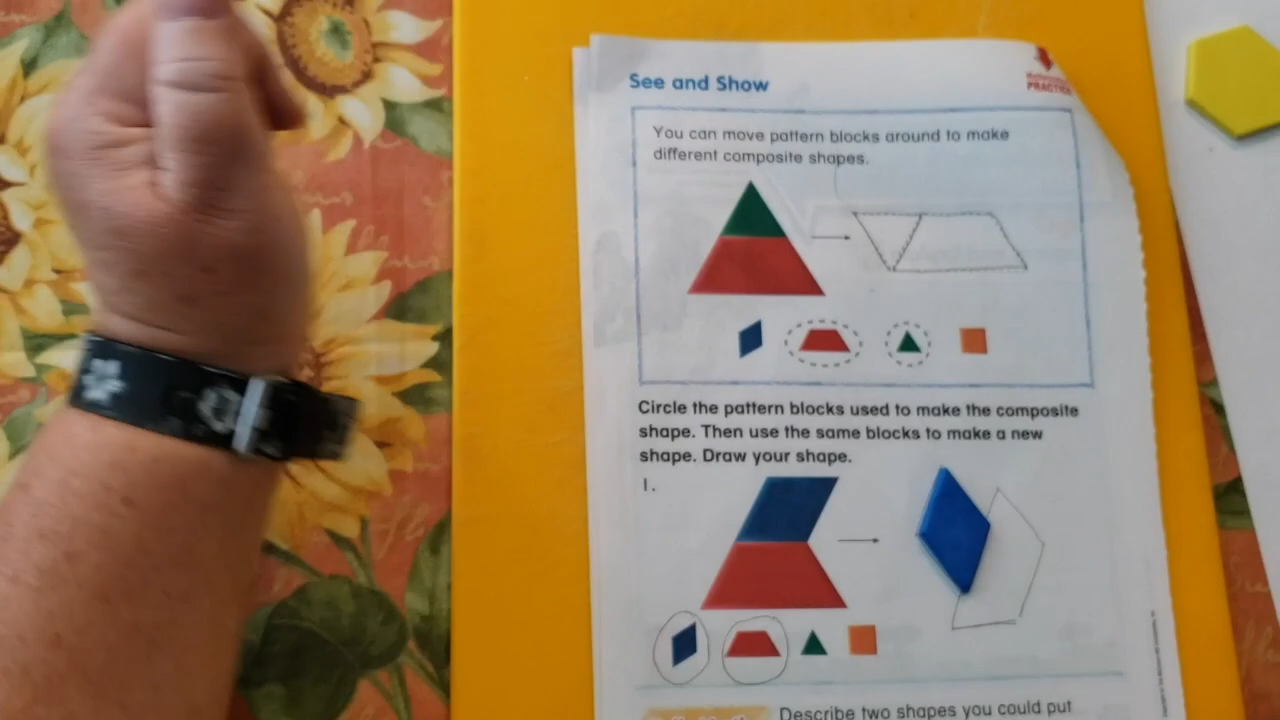 See and Show
PRACTICE
You can move pattern blocks around to make
different composite shapes.
Circle the pattern blocks used to make the composite
shape. Then use the same blocks to make a new
shape. Draw your shape.
1.
Describe two shapes you could put